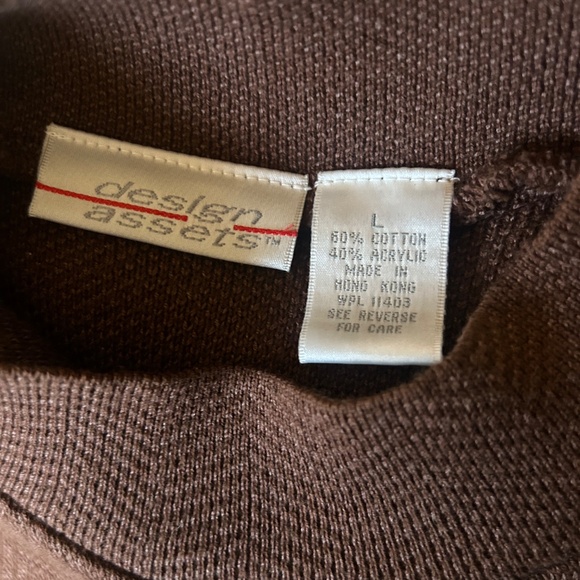 design
assets™
L
60% COTTON
40% ACRYLIC
MADE IN
HONG KONG
WPL 11403
SEE REVERSE
FOR CARE